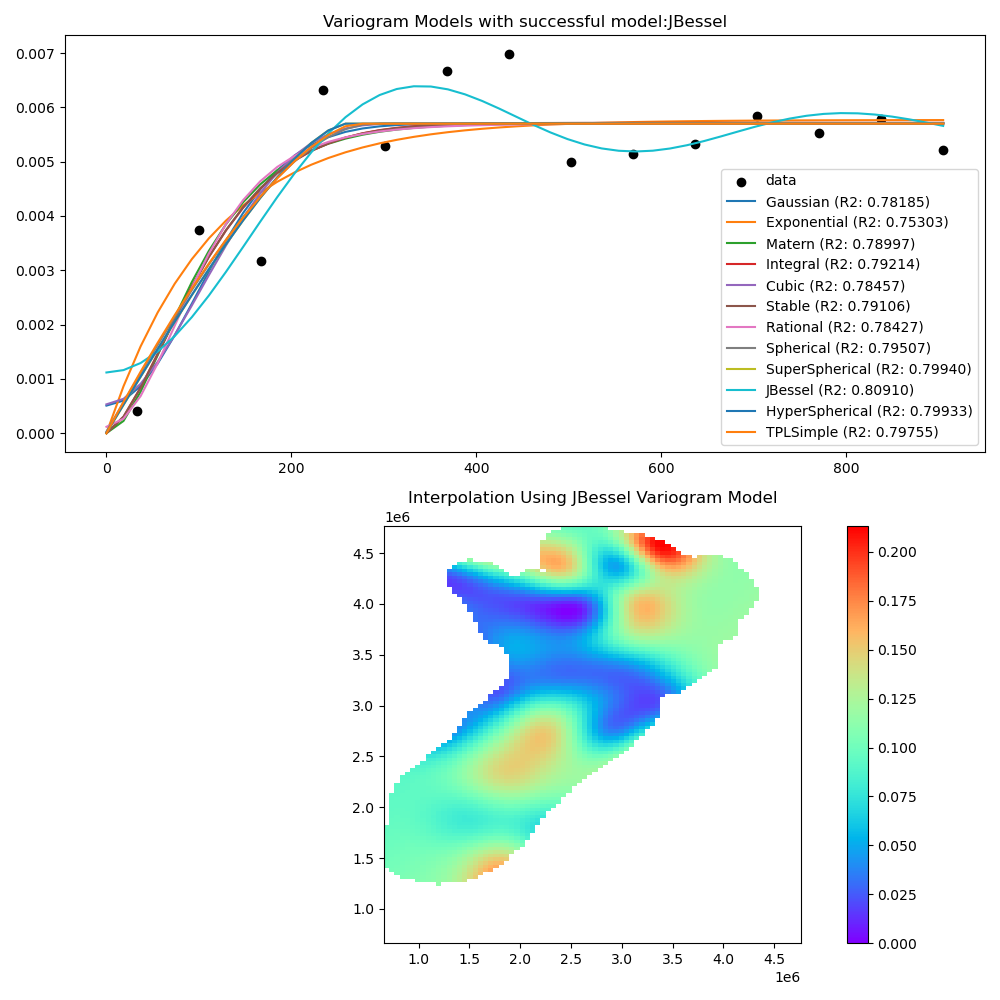 Variogram Models with successful model:JBessel
0.007
0.006
0.005
0.004
0.003
0.002
0.001
0.000
data
Gaussian (R2: 0.78185)
Exponential (R2: 0.75303)
Matern (R2: 0.78997)
Integral (R2: 0.79214)
Cubic (R2: 0.78457)
Stable (R2: 0.79106)
Rational (R2: 0.78427)
Spherical (R2: 0.79507)
SuperSpherical (R2: 0.79940)
JBessel (R2: 0.80910)
HyperSpherical (R2: 0.79933)
TPLSimple (R2: 0.79755)
0 200 400 600 800
Interpolation Using JBessel Variogram Model
1e6
4.5
4.0
3.5
3.0
2.5
2.0
1.5
1.0
1.0 1.5 2.0 2.5 3.0 3.5 4.0 4.5
1e6
0.200
0.175
0.150
0.125
0.100
0.075
0.050
0.025
0.000